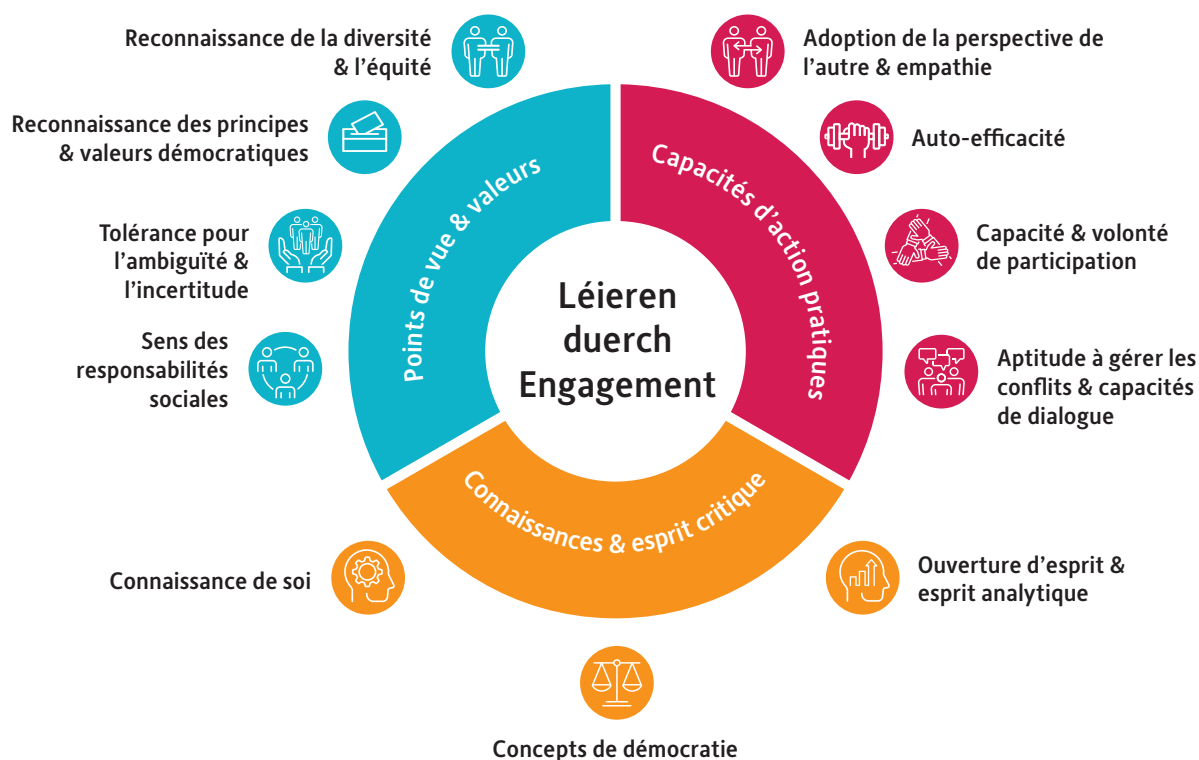 Reconnaissance de la diversité
& l'équité
Reconnaissance des principes
& valeurs démocratiques
Tolérance pour
l'ambiguïté &
l'incertitude
Sens des
responsabilités
sociales
Points de vue & valeurs
Adoption de la perspective de
l'autre & empathie
Auto-efficacité
Capacité & volonté
de participation
Aptitude à gérer les
conflits & capacités
de dialogue
Capacités d'action pratiques
Léieren
duerch
Engagement
Connaissances & esprit critique
Connaissance de soi
Ouverture d'esprit &
esprit analytique
Concepts de démocratie